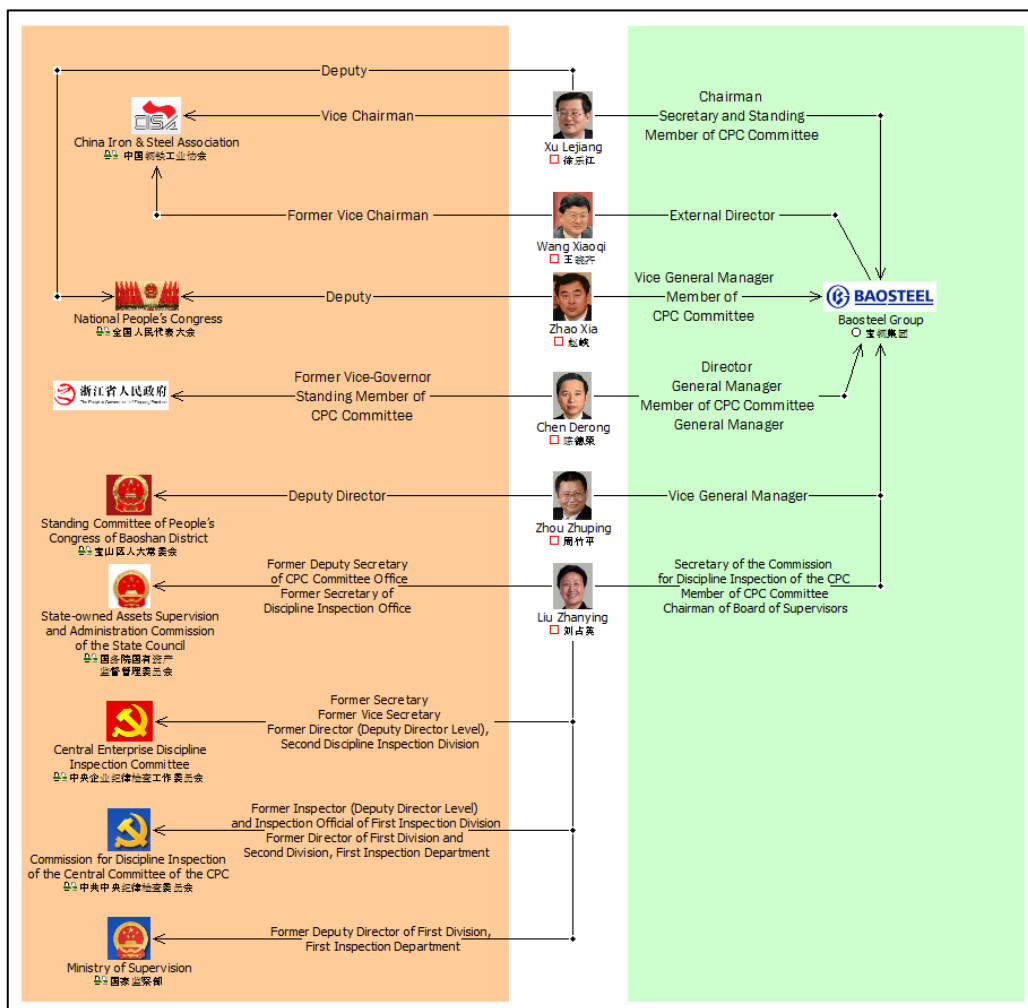 Deputy
CISA
Vice Chairman
Chairman
Secretary and Standing
Member of CPC Committee
China Iron & Steel Association
中国钢铁工业协会
Xu Lejiang
徐乐江
Former Vice Chairman
External Director
Wang Xiaoqi
王晓齐
Deputy
Vice General Manager
Member of
CPC Committee
BAOSTEEL
National People's Congress
全国人民代表大会
Zhao Xia
赵峡
Baosteel Group
宝钢集团
浙江省人民政府
Former Vice-Governor
Standing Member of
CPC Committee
Director
General Manager
Member of CPC Committee
General Manager
Chen Derong
陈德荣
Deputy Director
Vice General Manager
Standing Committee of People's
Congress of Baoshan District
宝山区人大常委会
Zhou Zhuping
周竹平
Former Deputy Secretary
of CPC Committee Office
Former Secretary of
Discipline Inspection Office
Secretary of the Commission
for Discipline Inspection of the CPC
Member of CPC Committee
Chairman of Board of Supervisors
State-owned Assets Supervision
and Administration Commission
of the State Council
国务院国有资产
监督管理委员会
Liu Zhanying
刘占英
Former Secretary
Former Vice Secretary
Former Director (Deputy Director Level),
Second Discipline Inspection Division
Central Enterprise Discipline
Inspection Committee
中央企业纪律检查工作委员会
Former Inspector (Deputy Director Level)
and Inspection Official of First Inspection Division
Former Director of First Division and
Second Division, First Inspection Department
Commission for Discipline Inspection
of the Central Committee of the CPC
中共中央纪律检查委员会
Former Deputy Director of First Division,
First Inspection Department
Ministry of Supervision
国家监察部